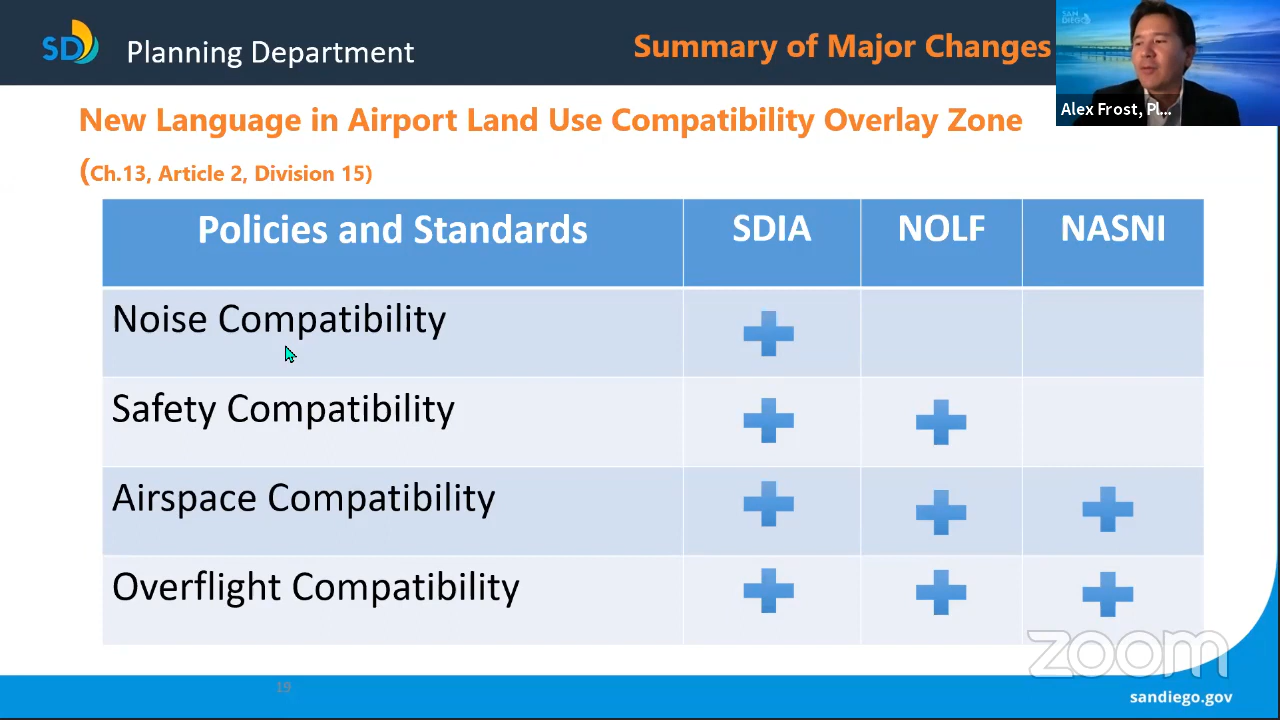 SD
Planning Department
Summary of Major Changes
SAN
DIEGO
Alex Frost, Pl...
New Language in Airport Land Use Compatibility Overlay Zone
(Ch.13, Article 2, Division 15)
Policies and Standards SDIA NOLF NASNI
Noise Compatibility
Safety Compatibility
Airspace Compatibility
Overflight Compatibility
zoom
19
sandiego.gov